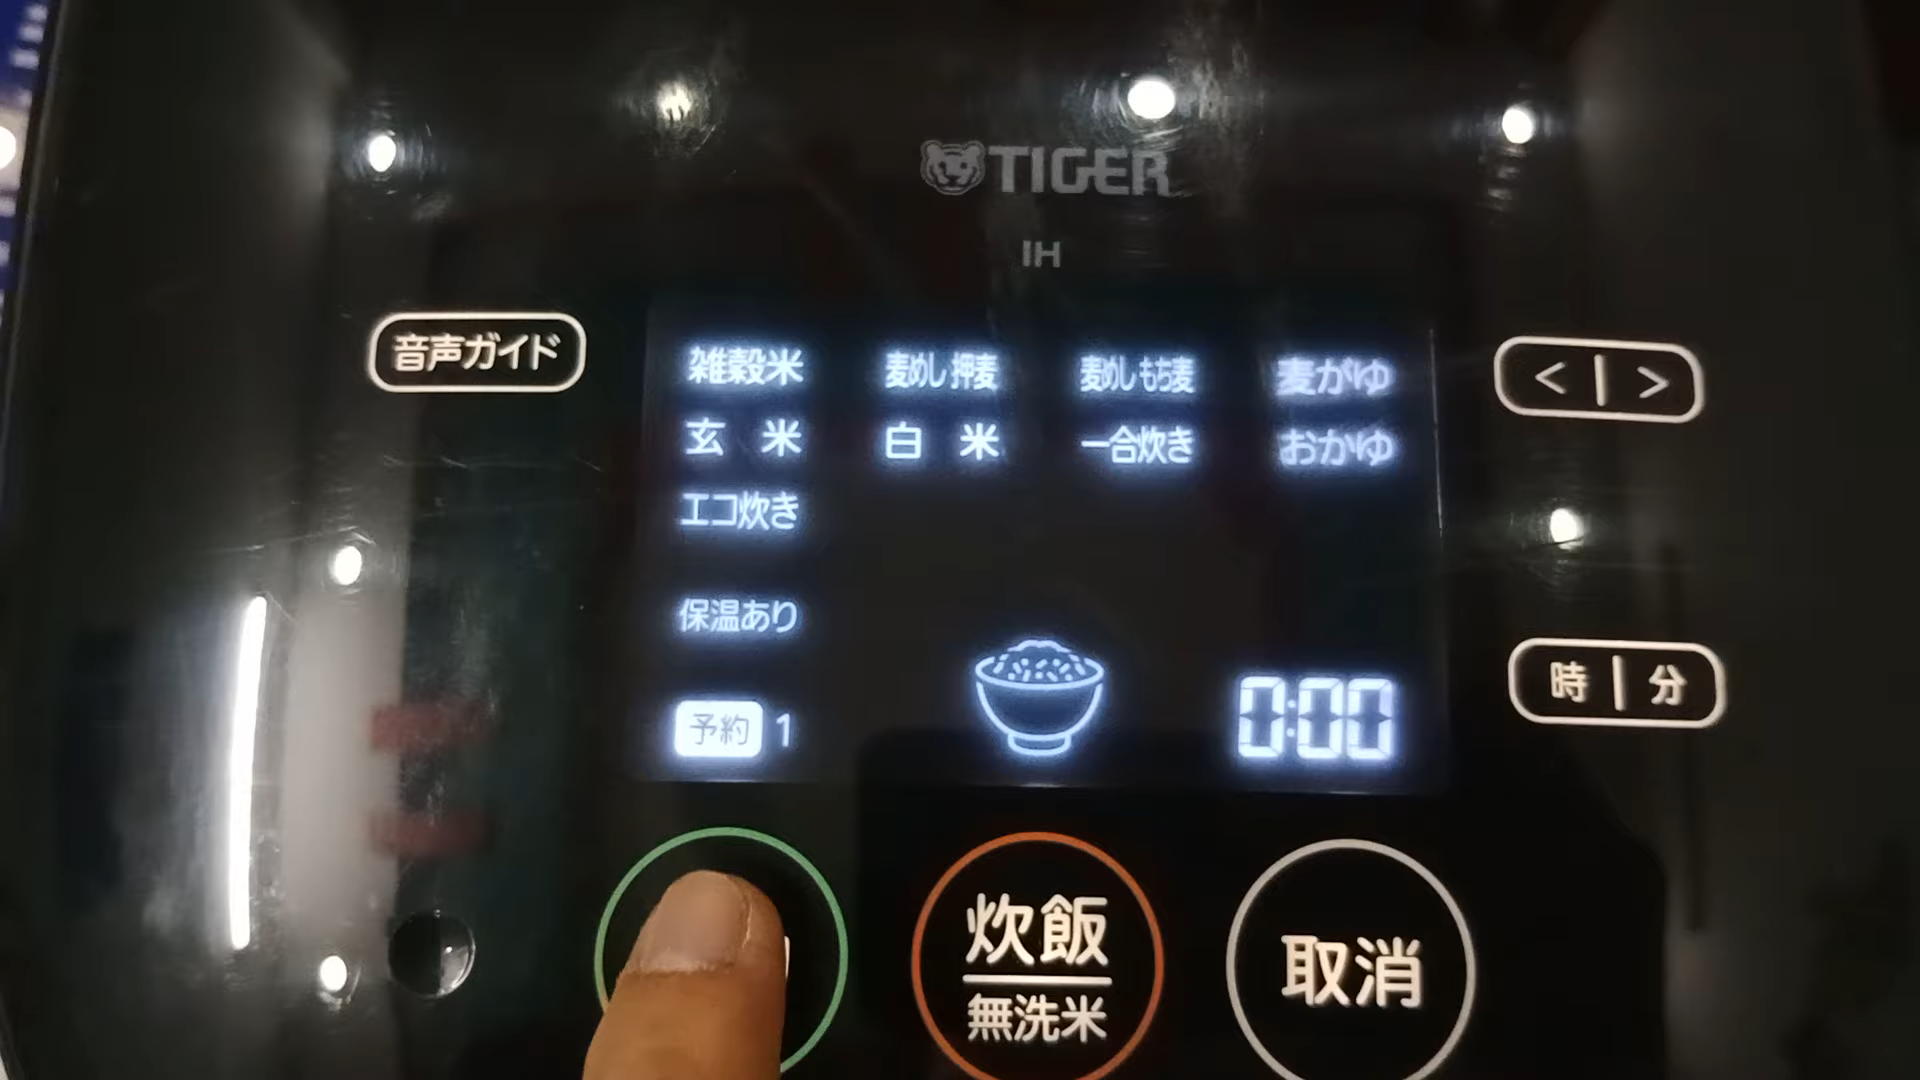 TIGER
IH
音声ガイド
< | >
雑穀米 麦めし押麦 麦めしもち麦 麦がゆ
玄米 白米 一合炊き おかゆ
エコ炊き
保温あり
時 | 分
予約 1
0:00
炊飯
無洗米
取消